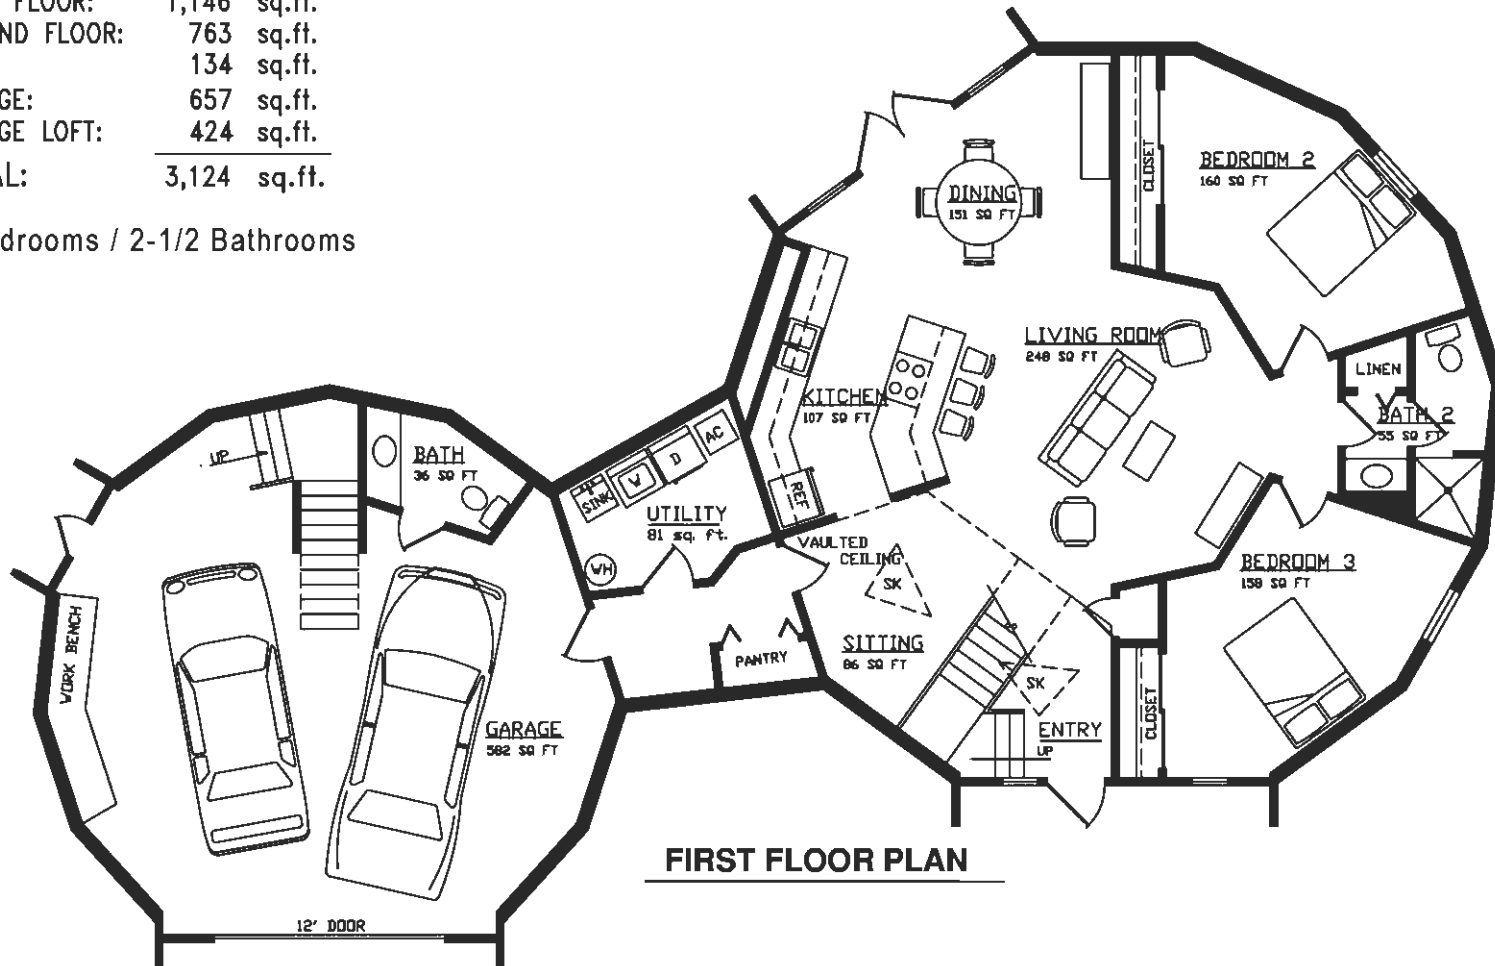 FLOOR: 1,146 sq.ft.
ND FLOOR: 763 sq.ft.
134 sq.ft.
GE: 657 sq.ft.
GE LOFT: 424 sq.ft.
AL: 3,124 sq.ft.
drooms / 2-1/2 Bathrooms
CLOSET
BEDROOM 2
160 SQ FT
DINING
151 SQ FT
LIVING ROOM
248 SQ FT
LINEN
KITCHEN
107 SQ FT
BATH 2
55 SQ FT
REF
AC
D
W
SINK
UTILITY
81 sq. ft.
WH
UP
BATH
36 SQ FT
VAULTED
CEILING
SK
BEDROOM 3
158 SQ FT
WORK BENCH
SITTING
86 SQ FT
PANTRY
SK
CLOSET
ENTRY
UP
GARAGE
582 SQ FT
FIRST FLOOR PLAN
12' DOOR